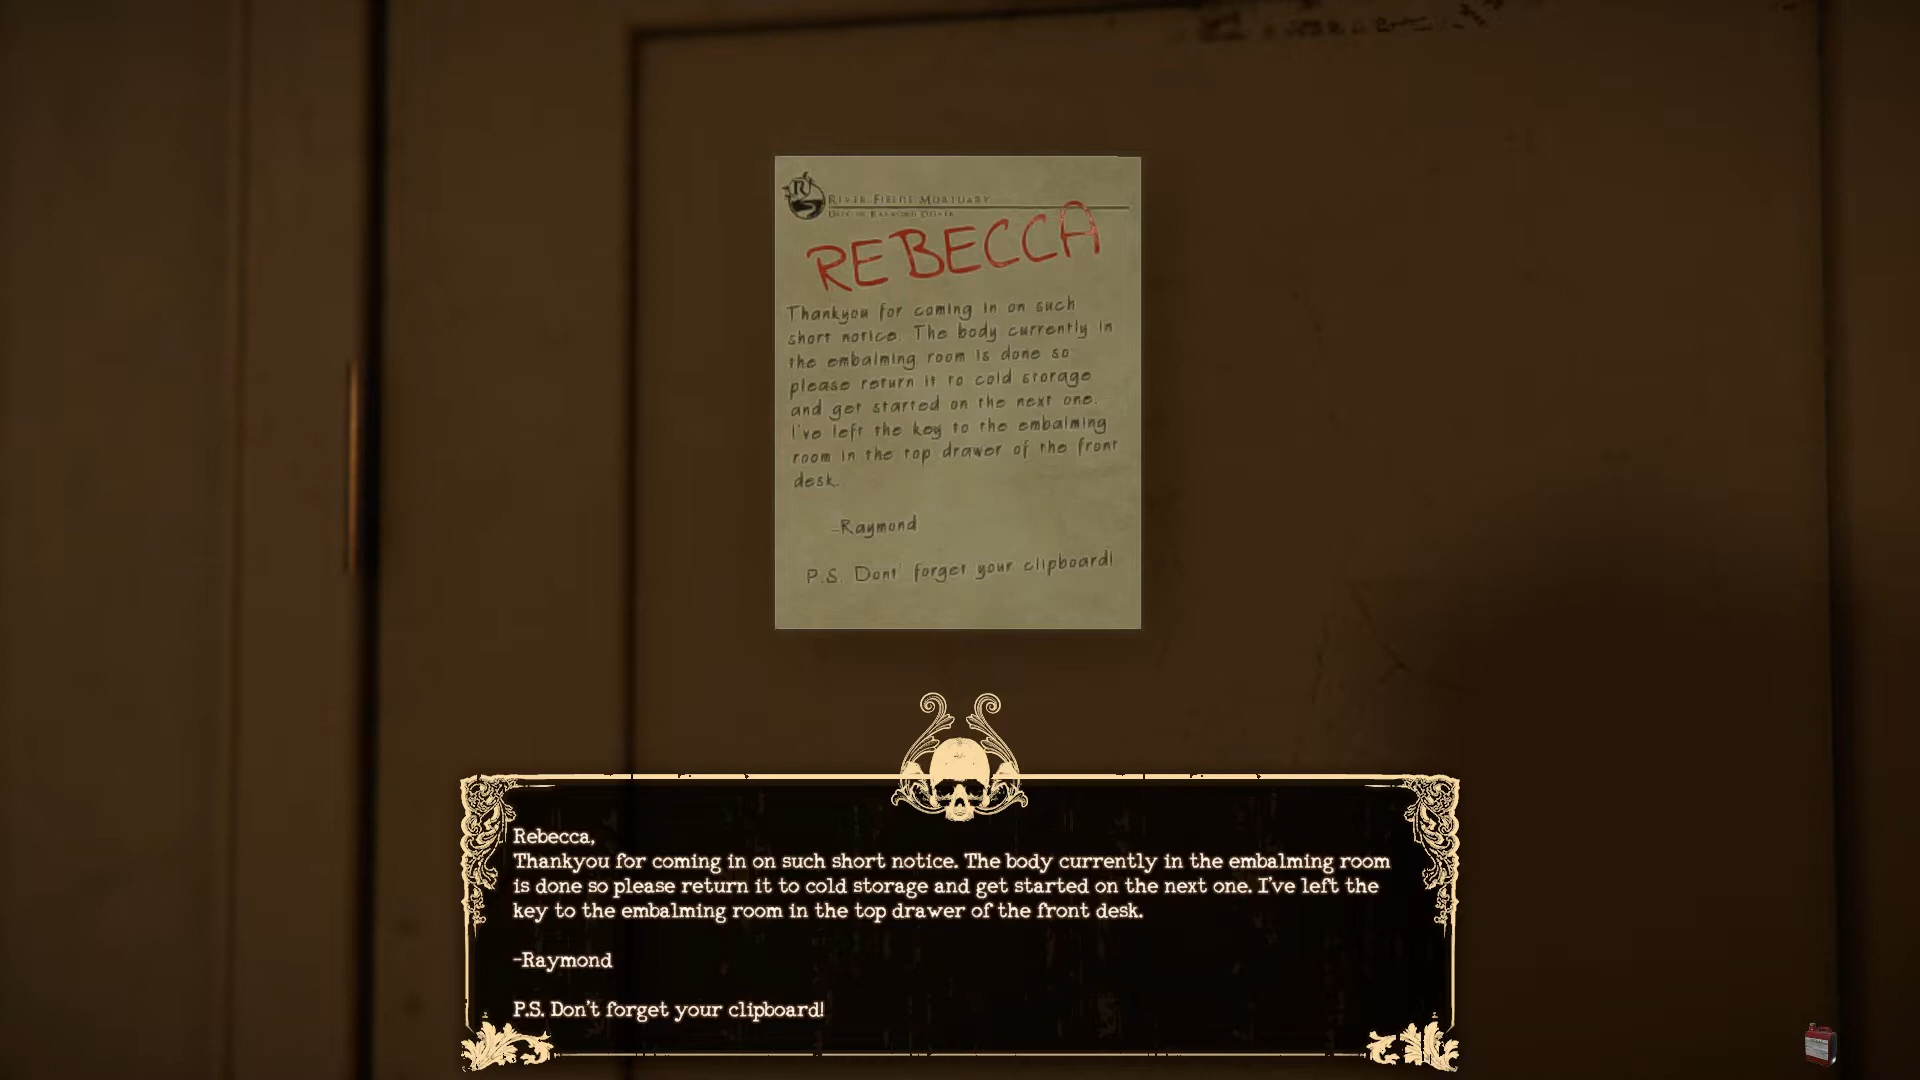 RIVER FIELDS MORTUARY
REBECCA
Thankyou for coming in on such
short notice. The body currently in
the embalming room is done so
please return it to cold storage
and get started on the next one.
I've left the key to the embalming
room in the top drawer of the front
desk.
-Raymond
P.S. Dont' forget your clipboard!
Rebecca,
Thankyou for coming in on such short notice. The body currently in the embalming room
is done so please return it to cold storage and get started on the next one. I've left the
key to the embalming room in the top drawer of the front desk.
-Raymond
P.S. Don't forget your clipboard!